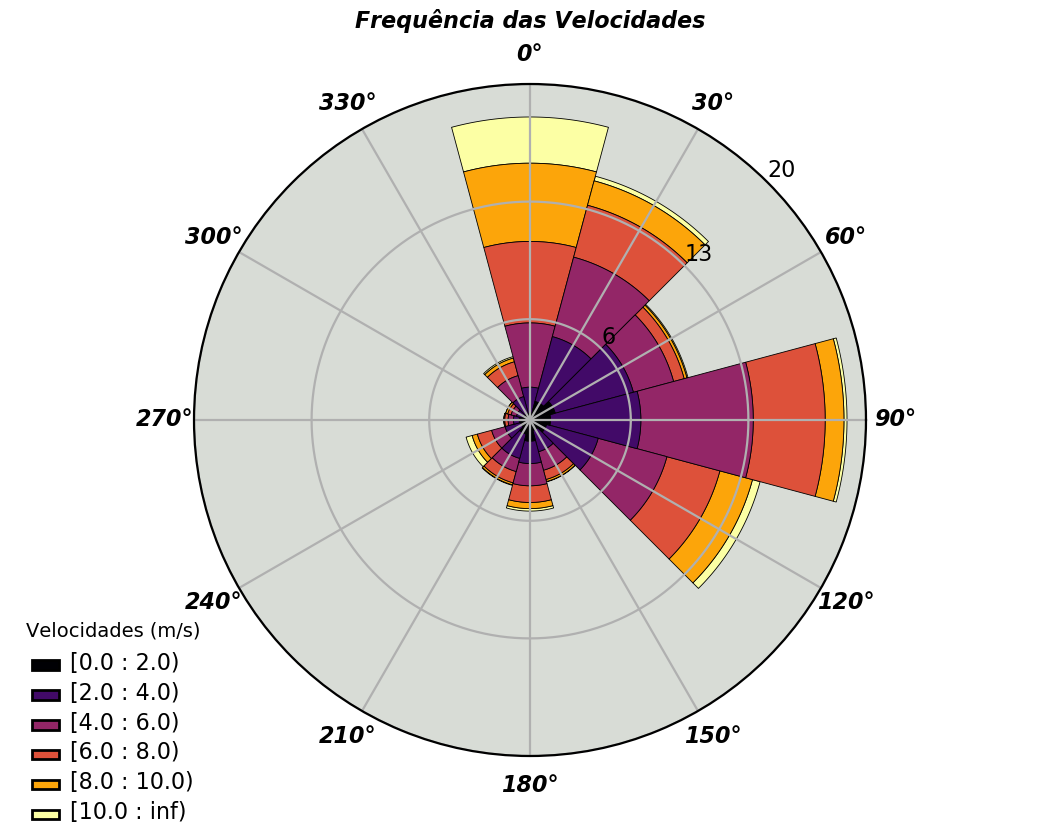 Frequência das Velocidades
0°
330°
30°
20
300°
60°
13
6
270°
90°
240°
120°
210°
150°
180°
Velocidades (m/s)
[0.0 : 2.0)
[2.0 : 4.0)
[4.0 : 6.0)
[6.0 : 8.0)
[8.0 : 10.0)
[10.0 : inf)